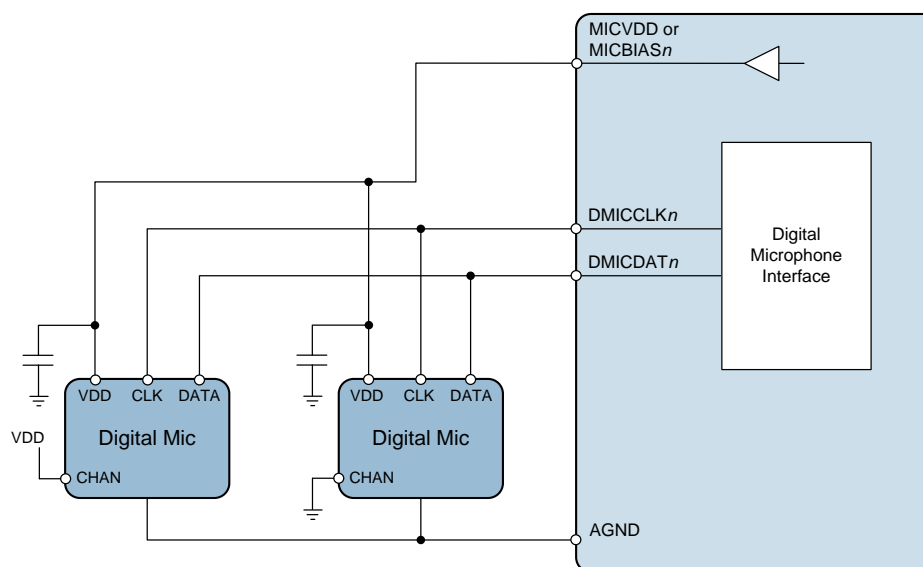 MICVDD or
MICBIASn
DMICCLKn
DMICDATn
Digital
Microphone
Interface
VDD CLK DATA
Digital Mic
VDD
CHAN
VDD CLK DATA
Digital Mic
CHAN
AGND